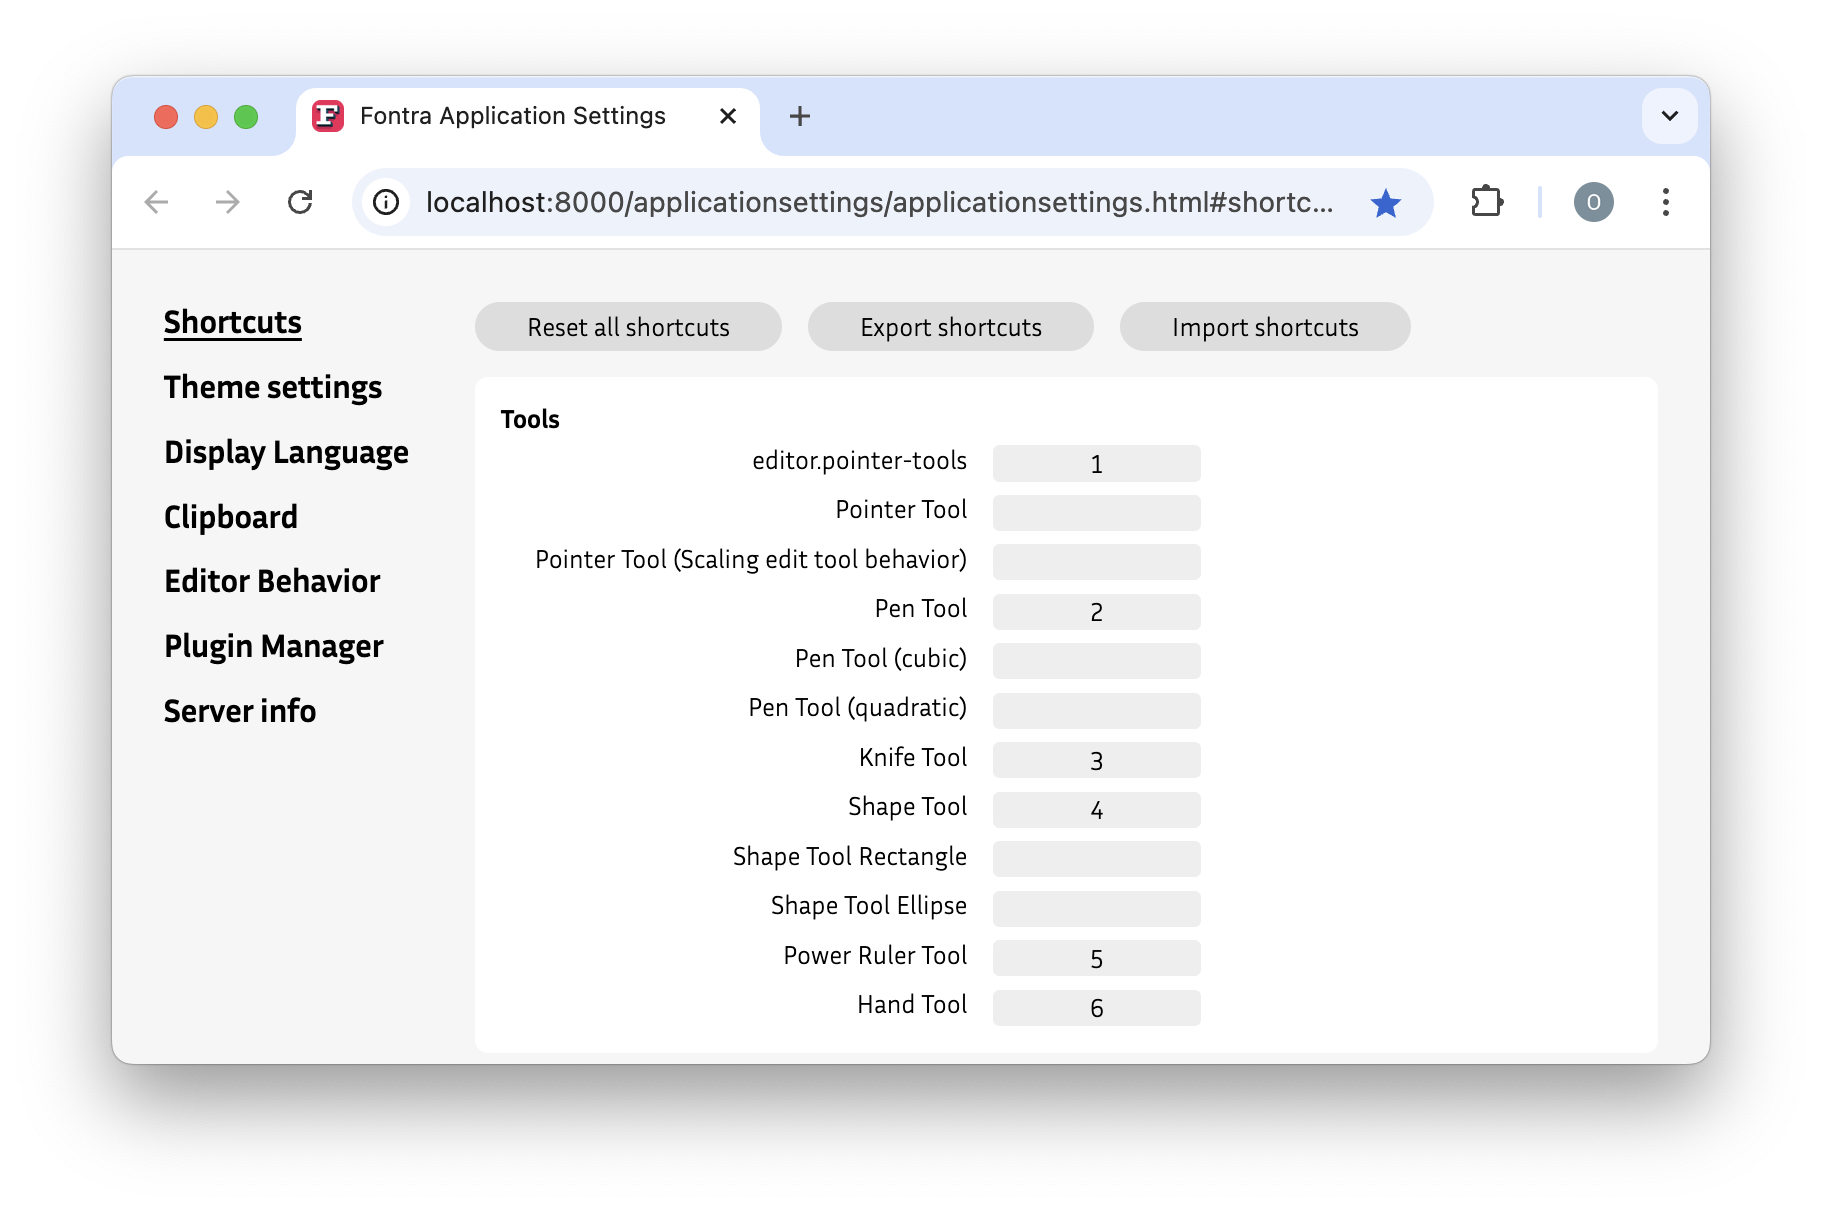 F Fontra Application Settings
localhost:8000/applicationsettings/applicationsettings.html#shortc...
O
Shortcuts
Theme settings
Display Language
Clipboard
Editor Behavior
Plugin Manager
Server info
Reset all shortcuts Export shortcuts Import shortcuts
Tools
editor.pointer-tools 1
Pointer Tool
Pointer Tool (Scaling edit tool behavior)
Pen Tool 2
Pen Tool (cubic)
Pen Tool (quadratic)
Knife Tool 3
Shape Tool 4
Shape Tool Rectangle
Shape Tool Ellipse
Power Ruler Tool 5
Hand Tool 6